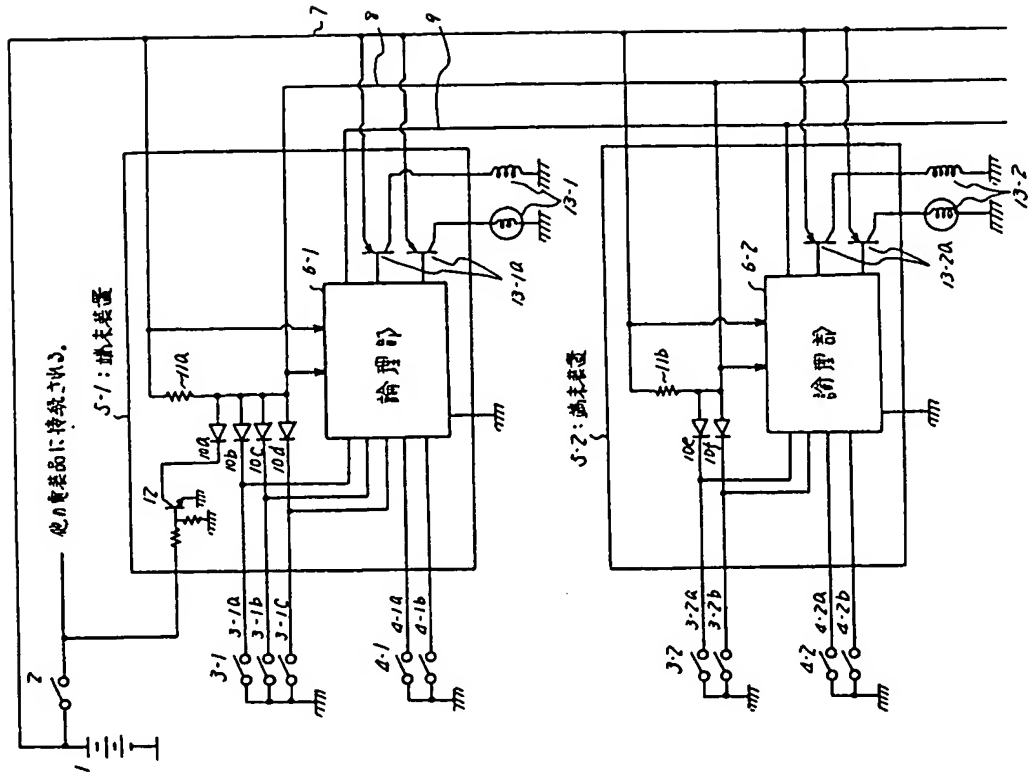 1
2
他の電装品に接続される。
5-1:端末装置
12
~11a
10a
10b
10c
10d
3-1
3-1a
3-1b
3-1c
4-1
4-1a
4-1b
6-1
論理部
13-1a
13-1
7
8
9
5-2:端末装置
~11b
10e
10f
3-2
3-2a
3-2b
4-2
4-2a
4-2b
6-2
論理部
13-2a
13-2